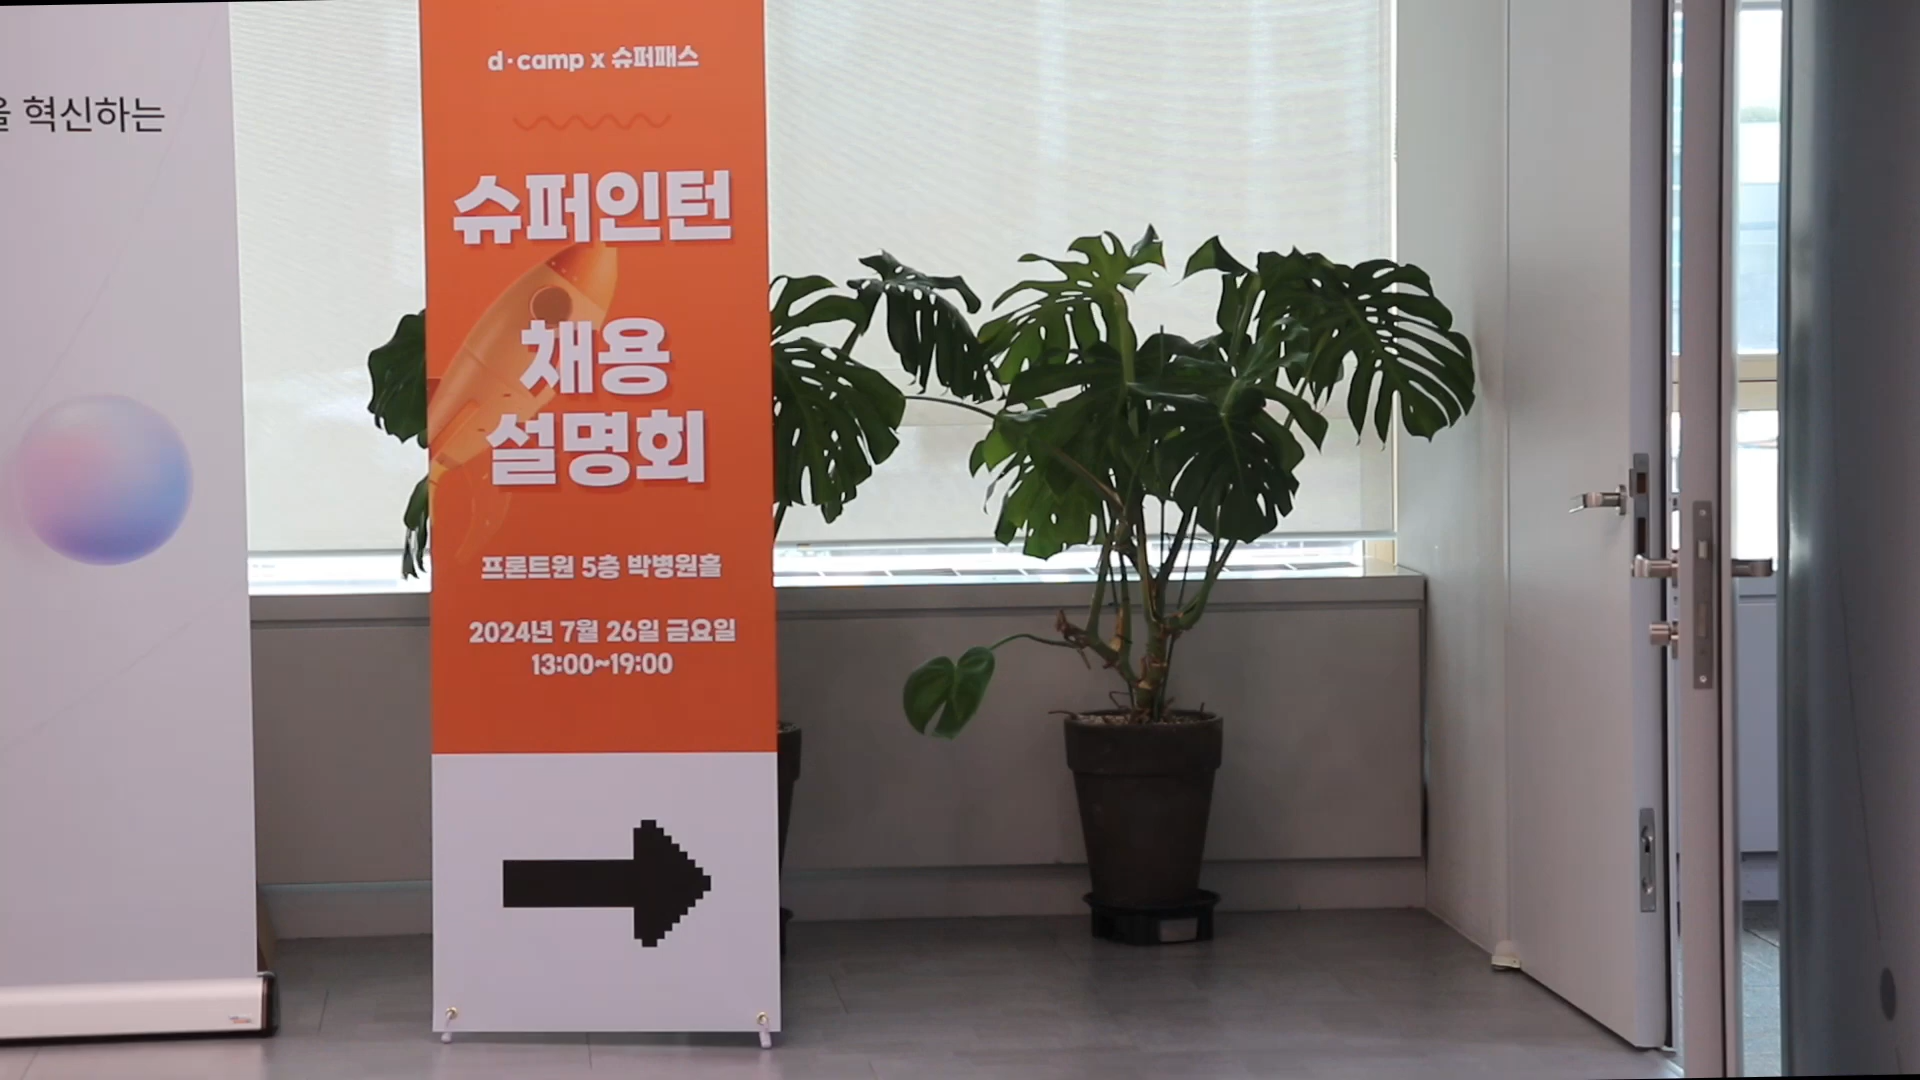 혁신하는
d·camp x 슈퍼패스
슈퍼인턴
채용
설명회
프론트원 5층 박병원홀
2024년 7월 26일 금요일
13:00~19:00